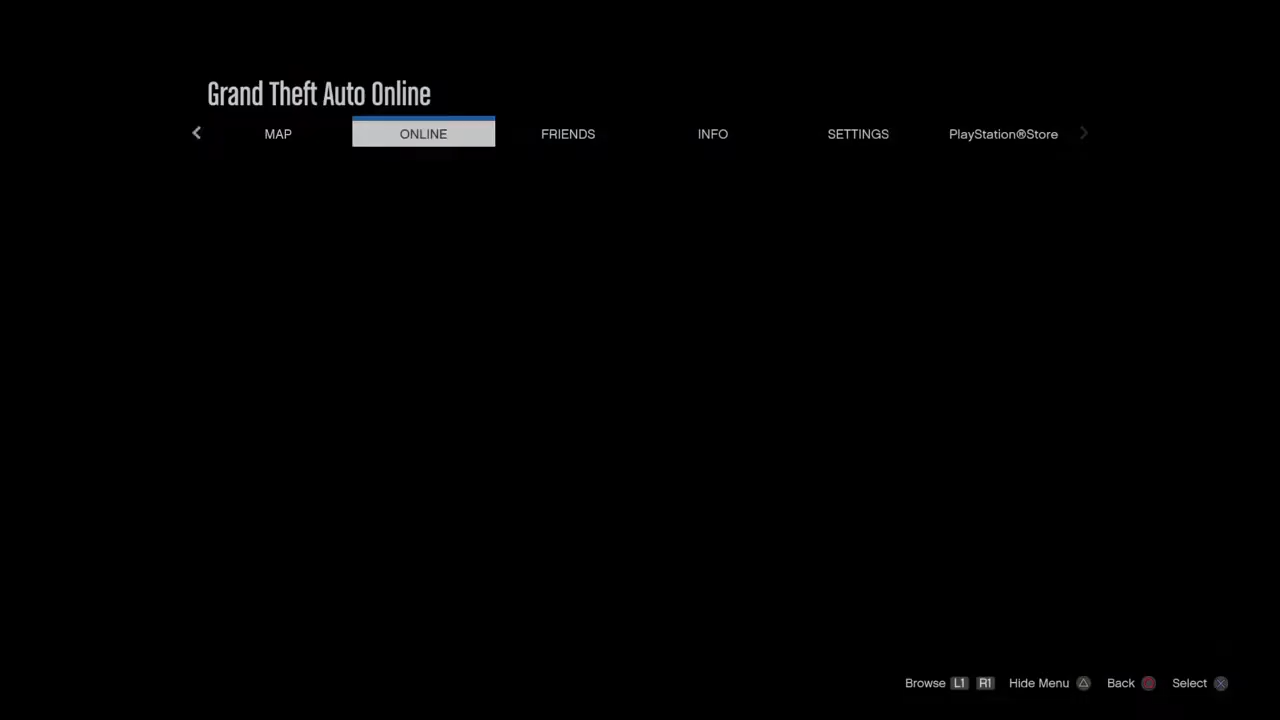 Grand Theft Auto Online
MAP ONLINE FRIENDS INFO SETTINGS PlayStation®Store
Browse L1 R1 Hide Menu Back Select